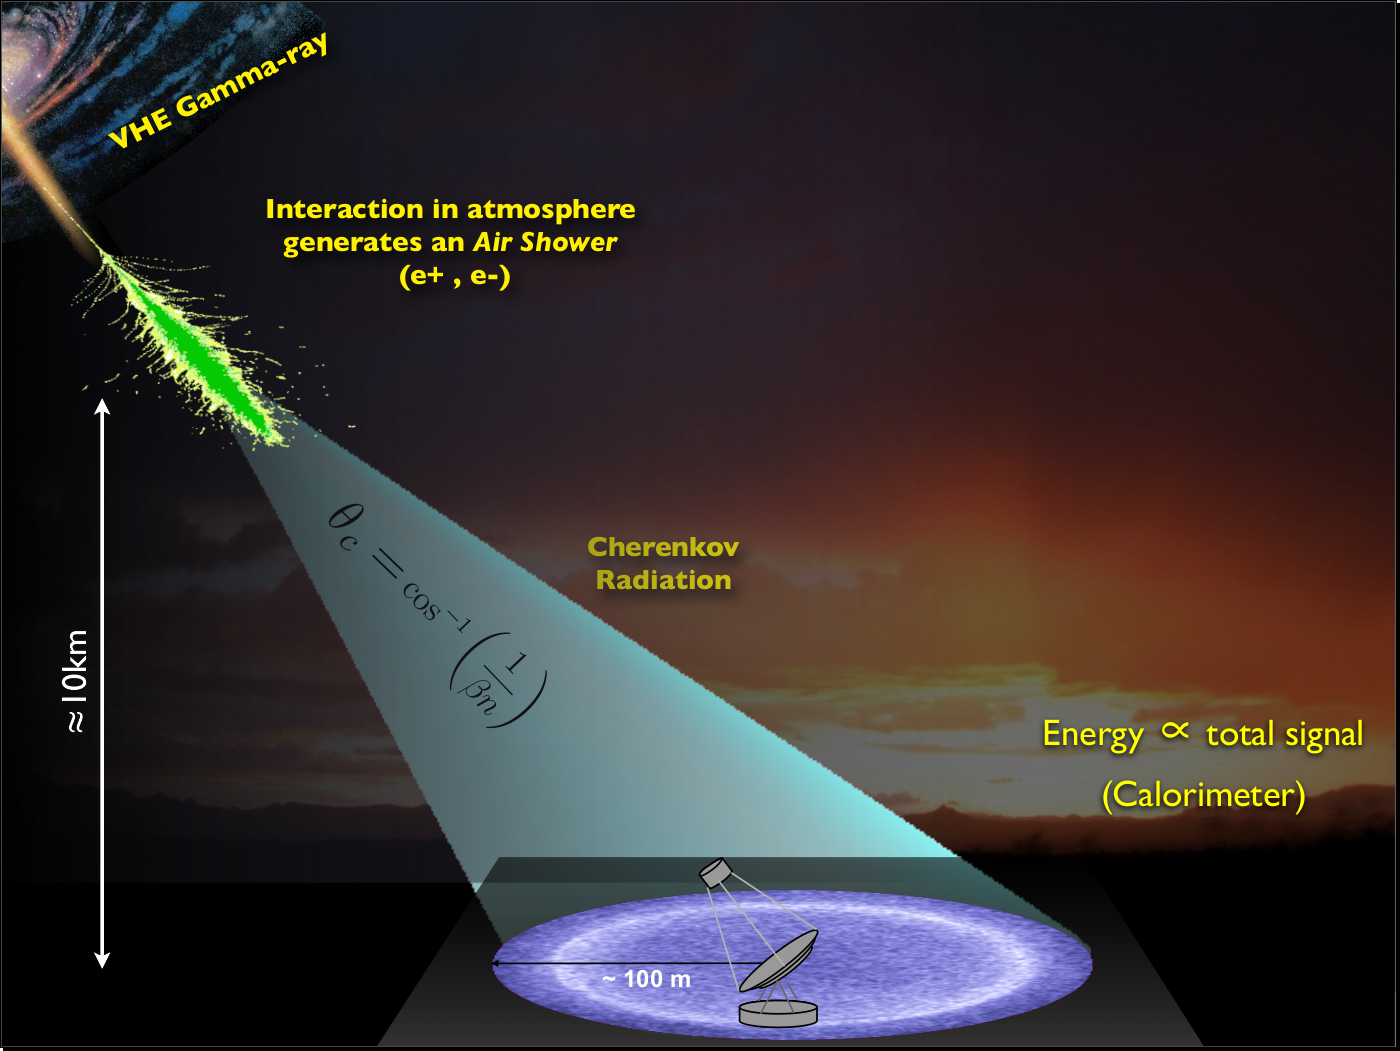 VHE Gamma-ray
Interaction in atmosphere
generates an Air Shower
(e+ , e-)
θc = cos⁻¹(1/βn)
Cherenkov
Radiation
≈ 10km
Energy ∝ total signal
(Calorimeter)
~ 100 m